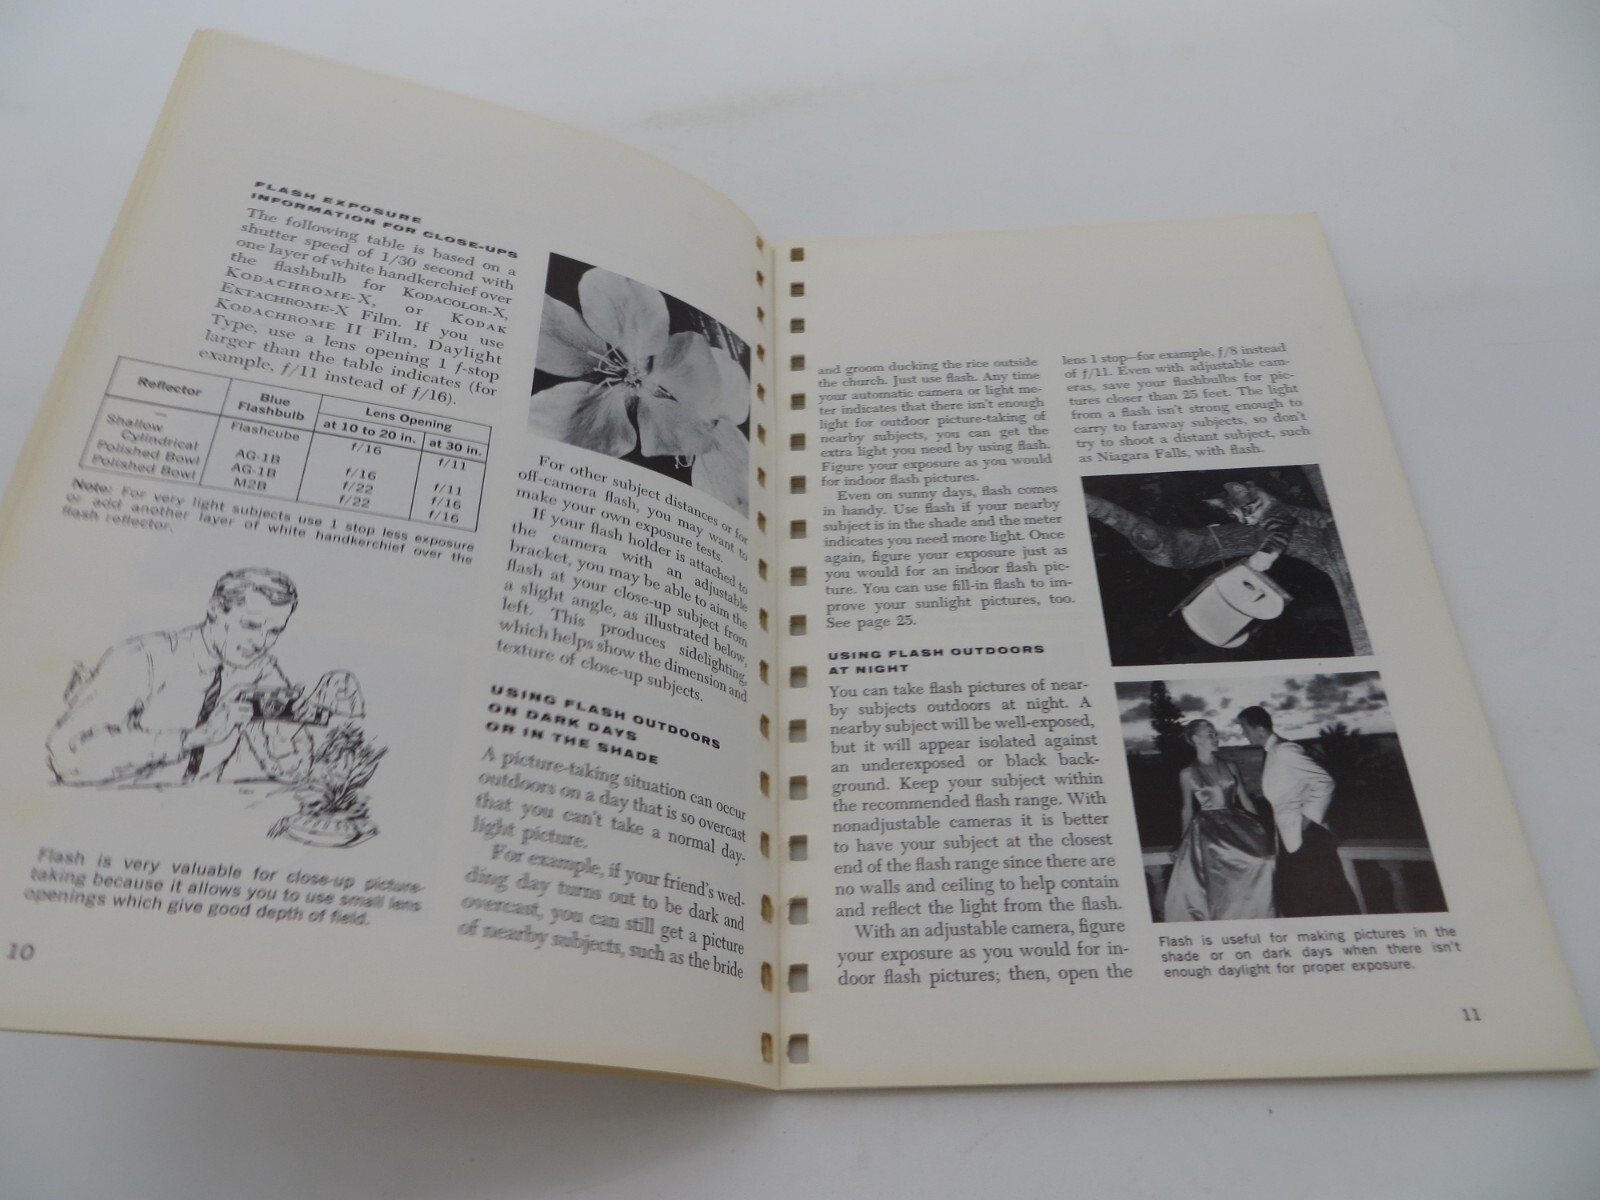 FLASH EXPOSURE
INFORMATION FOR CLOSE-UPS
The following table is based on a
shutter speed of 1/30 second with
one layer of white handkerchief over
the flashbulb for KODACOLOR-X,
KODACHROME-X, or KODAK
EKTACHROME-X Film. If you use
KODACHROME II Film, Daylight
Type, use a lens opening 1 f-stop
larger than the table indicates (for
example, f/11 instead of f/16).
Reflector Blue Flashbulb Lens Opening
at 10 to 20 in. at 30 in.
— Flashcube f/16 f/11
Shallow
Cylindrical AG-1B f/16 f/11
Polished Bowl AG-1B f/22 f/16
Polished Bowl M2B f/22 f/16
Note: For very light subjects use 1 stop less exposure
or add another layer of white handkerchief over the
flash reflector.
Flash is very valuable for close-up picture-
taking because it allows you to use small lens
openings which give good depth of field.
10
For other subject distances or for
off-camera flash, you may want to
make your own exposure tests.
If your flash holder is attached to
the camera with an adjustable
bracket, you may be able to aim the
flash at your close-up subject from
a slight angle, as illustrated below,
left. This produces sidelighting,
which helps show the dimension and
texture of close-up subjects.
USING FLASH OUTDOORS
ON DARK DAYS
OR IN THE SHADE
A picture-taking situation can occur
outdoors on a day that is so overcast
that you can't take a normal day-
light picture.
For example, if your friend's wed-
ding day turns out to be dark and
overcast, you can still get a picture
of nearby subjects, such as the bride
and groom ducking the rice outside
the church. Just use flash. Any time
your automatic camera or light me-
ter indicates that there isn't enough
light for outdoor picture-taking of
nearby subjects, you can get the
extra light you need by using flash.
Figure your exposure as you would
for indoor flash pictures.
Even on sunny days, flash comes
in handy. Use flash if your nearby
subject is in the shade and the meter
indicates you need more light. Once
again, figure your exposure just as
you would for an indoor flash pic-
ture. You can use fill-in flash to im-
prove your sunlight pictures, too.
See page 25.
USING FLASH OUTDOORS
AT NIGHT
You can take flash pictures of near-
by subjects outdoors at night. A
nearby subject will be well-exposed,
but it will appear isolated against
an underexposed or black back-
ground. Keep your subject within
the recommended flash range. With
nonadjustable cameras it is better
to have your subject at the closest
end of the flash range since there are
no walls and ceiling to help contain
and reflect the light from the flash.
With an adjustable camera, figure
your exposure as you would for in-
door flash pictures; then, open the
lens 1 stop—for example, f/8 instead
of f/11. Even with adjustable cam-
eras, save your flashbulbs for pic-
tures closer than 25 feet. The light
from a flash isn't strong enough to
carry to faraway subjects, so don't
try to shoot a distant subject, such
as Niagara Falls, with flash.
Flash is useful for making pictures in the
shade or on dark days when there isn't
enough daylight for proper exposure.
11